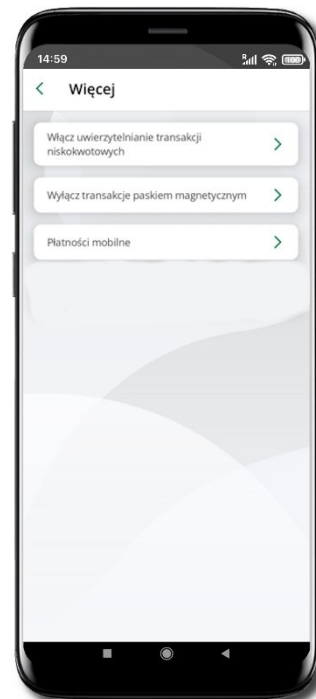 14:59
Więcej
Włącz uwierzytelnianie transakcji
niskokwotowych
Wyłącz transakcje paskiem magnetycznym
Płatności mobilne